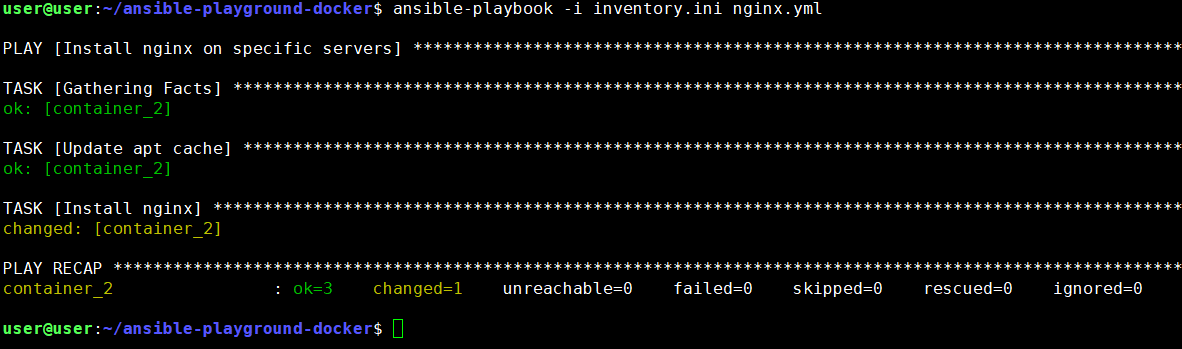 user@user:~/ansible-playground-docker$ ansible-playbook -i inventory.ini nginx.yml
PLAY [Install nginx on specific servers] *****************************************************************************
TASK [Gathering Facts] ***********************************************************************************************
ok: [container_2]
TASK [Update apt cache] **********************************************************************************************
ok: [container_2]
TASK [Install nginx] *************************************************************************************************
changed: [container_2]
PLAY RECAP ***********************************************************************************************************
container_2                : ok=3    changed=1    unreachable=0    failed=0    skipped=0    rescued=0    ignored=0
user@user:~/ansible-playground-docker$